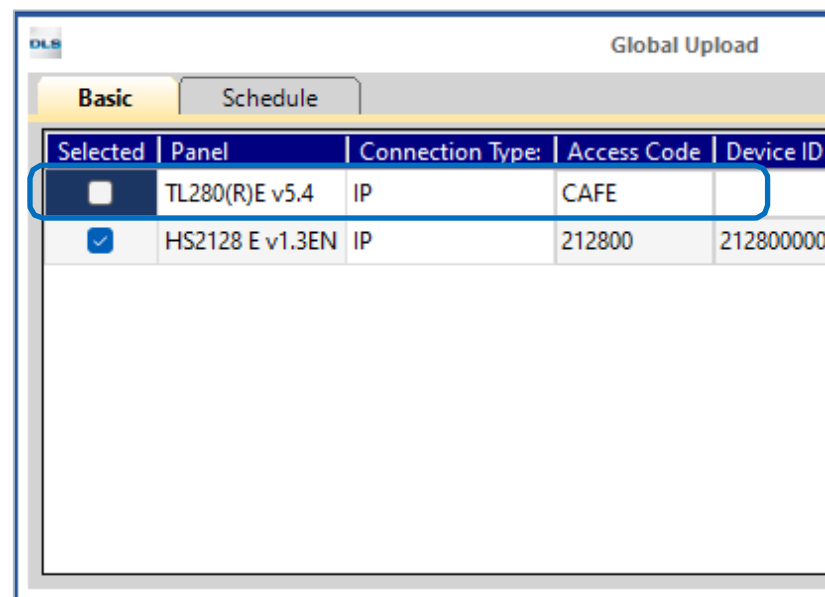 DLS Global Upload
Basic Schedule
Selected Panel Connection Type: Access Code Device ID
TL280(R)E v5.4 IP CAFE
HS2128 E v1.3EN IP 212800 212800000